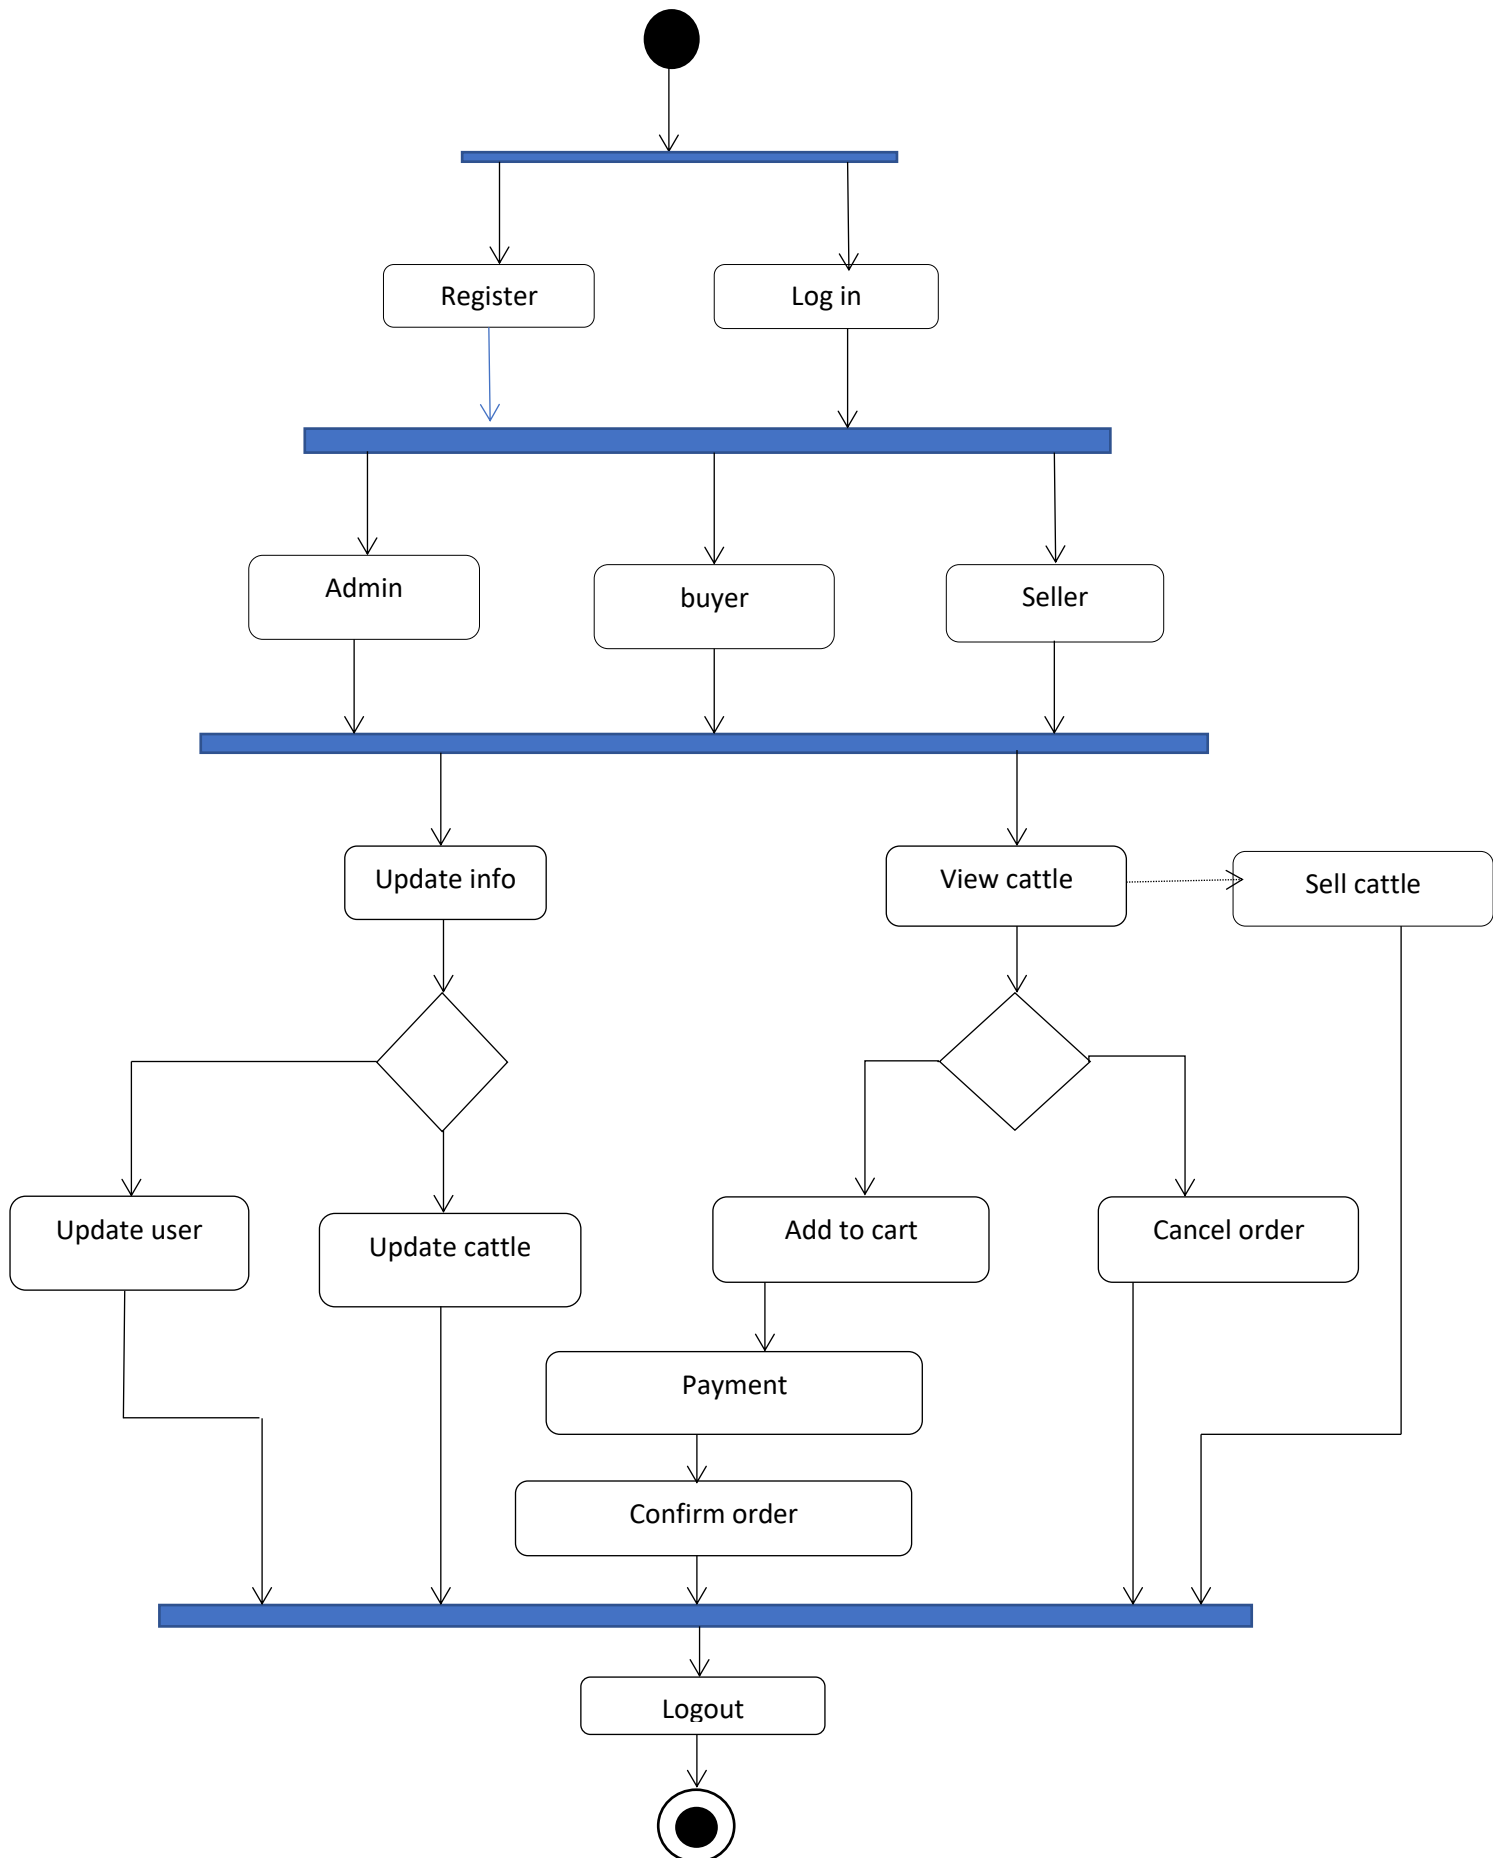 Register
Log in
Admin
buyer
Seller
Update info
View cattle
Sell cattle
Update user
Update cattle
Add to cart
Cancel order
Payment
Confirm order
Logout